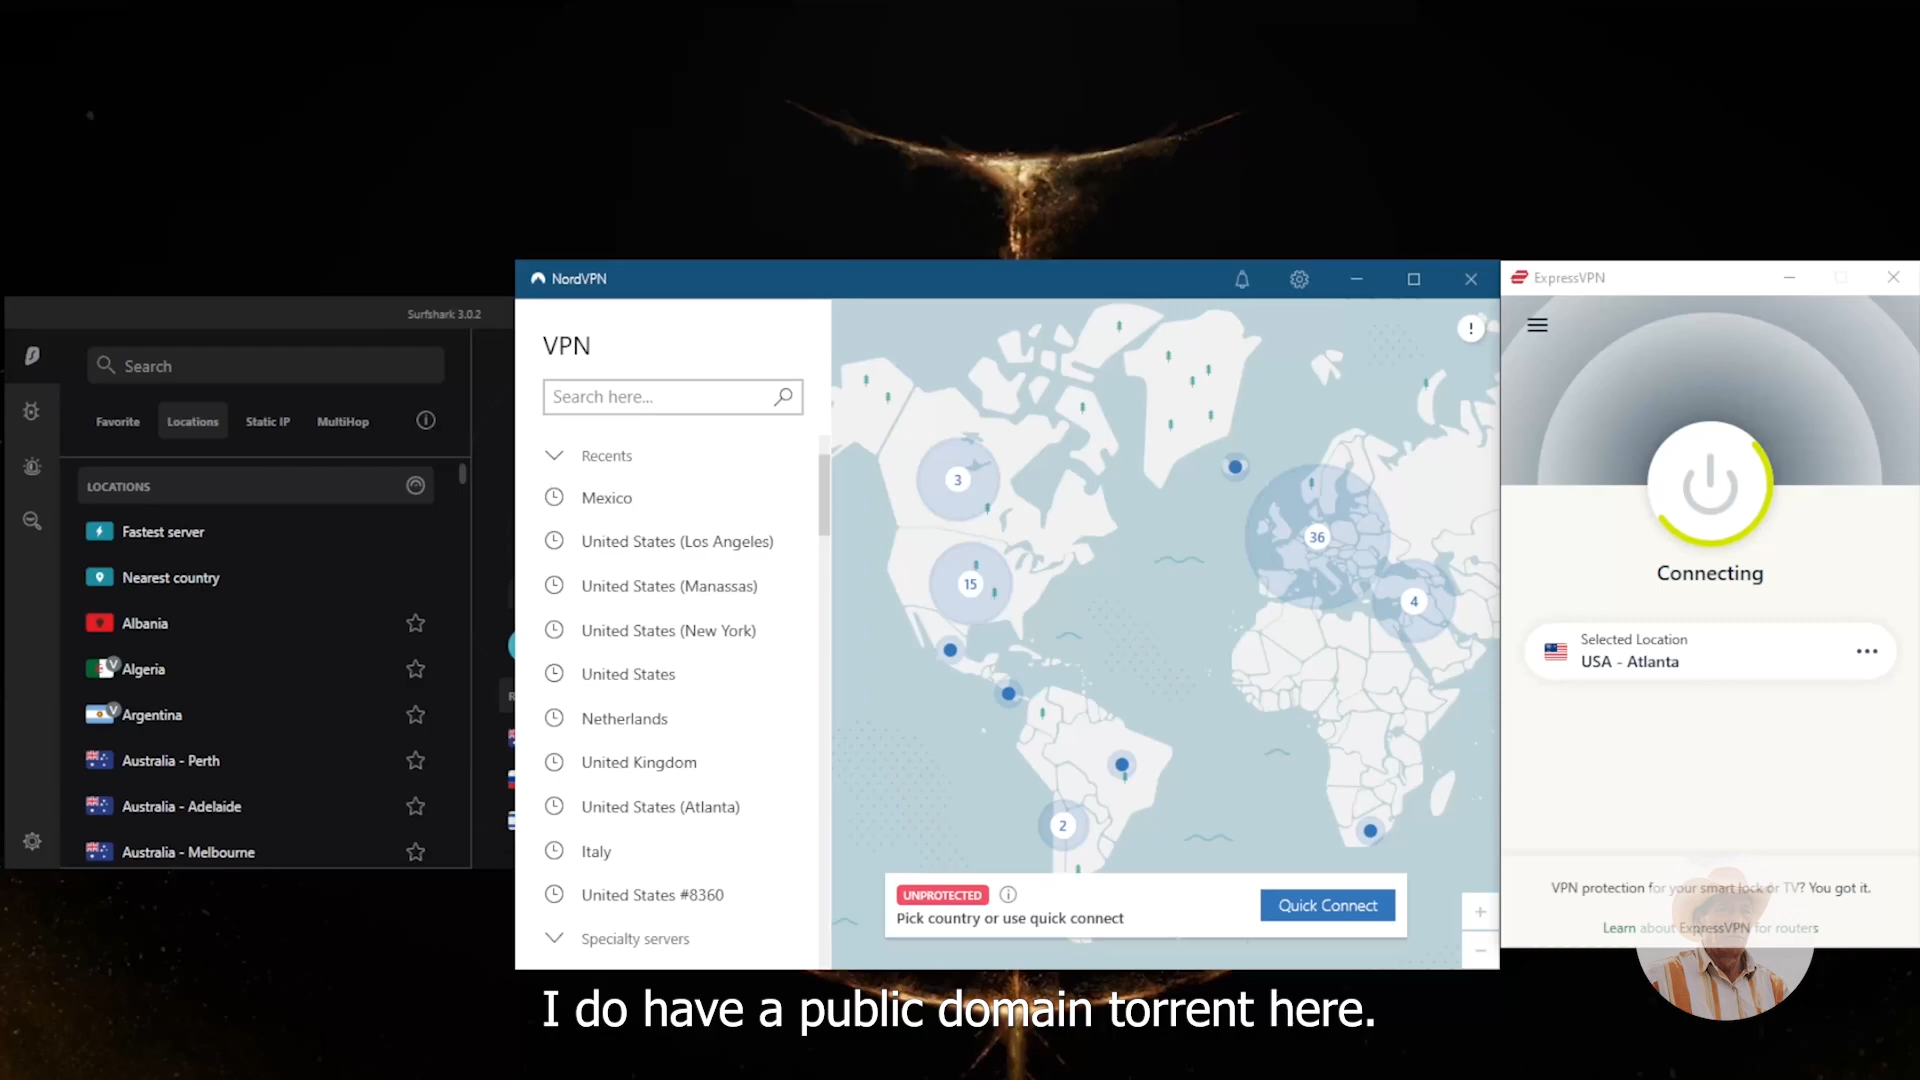 Surfshark 3.0.2
Search
Favorite
Locations
Static IP
MultiHop
LOCATIONS
Fastest server
Nearest country
Albania
V
Algeria
V
Argentina
Australia - Perth
Australia - Adelaide
Australia - Melbourne
NordVPN
VPN
Search here...
Recents
Mexico
United States (Los Angeles)
United States (Manassas)
United States (New York)
United States
Netherlands
United Kingdom
United States (Atlanta)
Italy
United States #8360
Specialty servers
3
15
36
4
2
!
UNPROTECTED
Pick country or use quick connect
Quick Connect
+
−
ExpressVPN
Connecting
Selected Location
USA - Atlanta
VPN protection for your smart lock or TV? You got it.
Learn about ExpressVPN for routers
I do have a public domain torrent here.